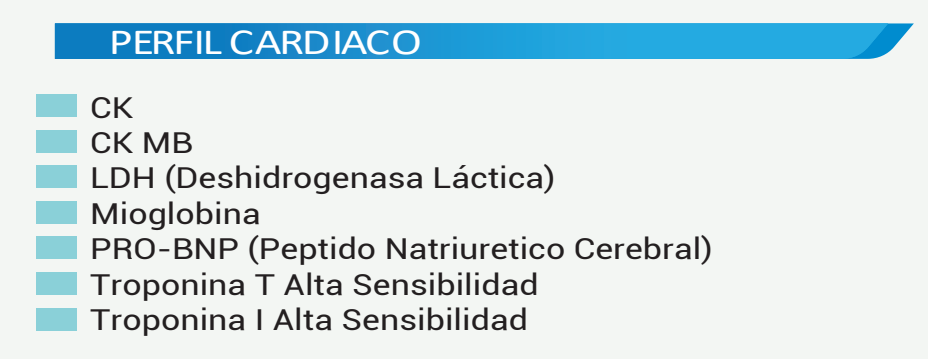 PERFIL CARDIACO
CK
CK MB
LDH (Deshidrogenasa Láctica)
Mioglobina
PRO-BNP (Peptido Natriuretico Cerebral)
Troponina T Alta Sensibilidad
Troponina I Alta Sensibilidad